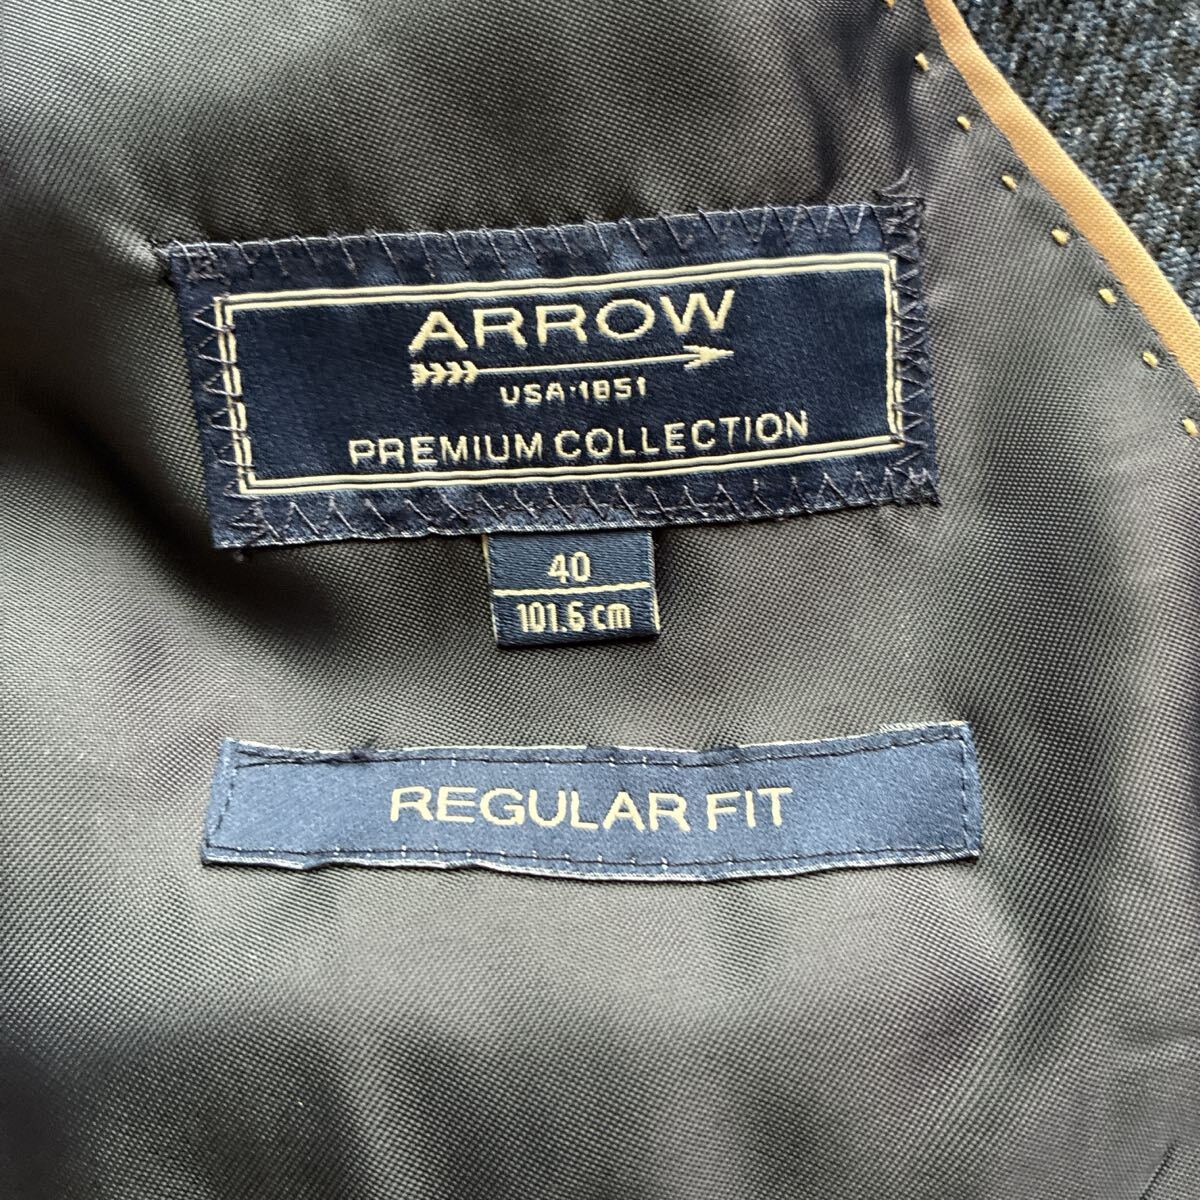 ARROW
USA·1851
PREMIUM COLLECTION
40
101.6 cm
REGULAR FIT